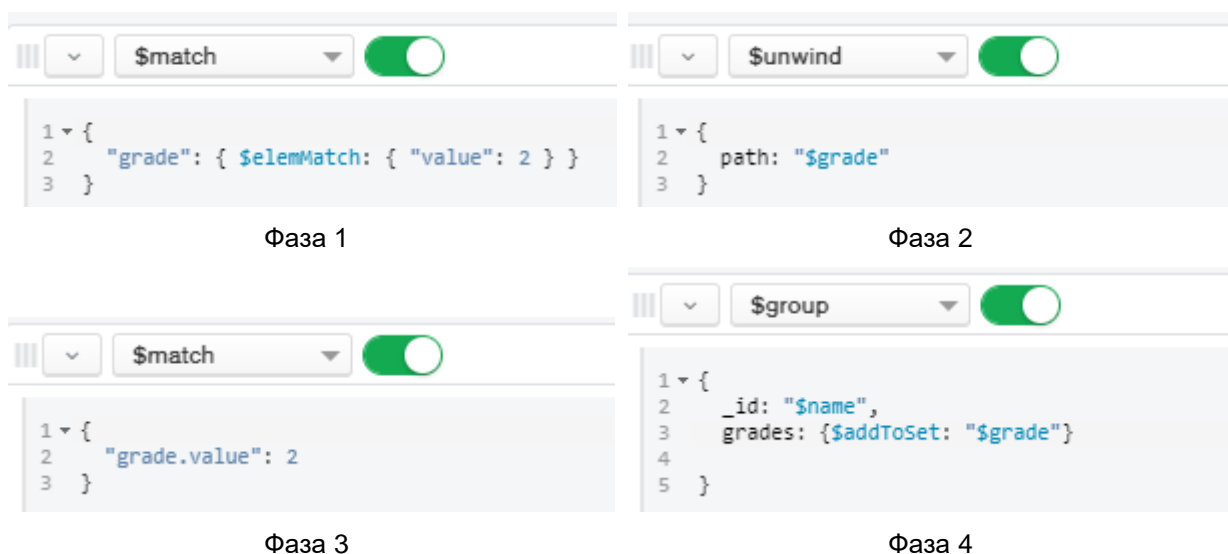 $match
1 {
2 "grade": { $elemMatch: { "value": 2 } }
3 }
Фаза 1
$unwind
1 {
2 path: "$grade"
3 }
Фаза 2
$match
1 {
2 "grade.value": 2
3 }
Фаза 3
$group
1 {
2 _id: "$name",
3 grades: {$addToSet: "$grade"}
4
5 }
Фаза 4